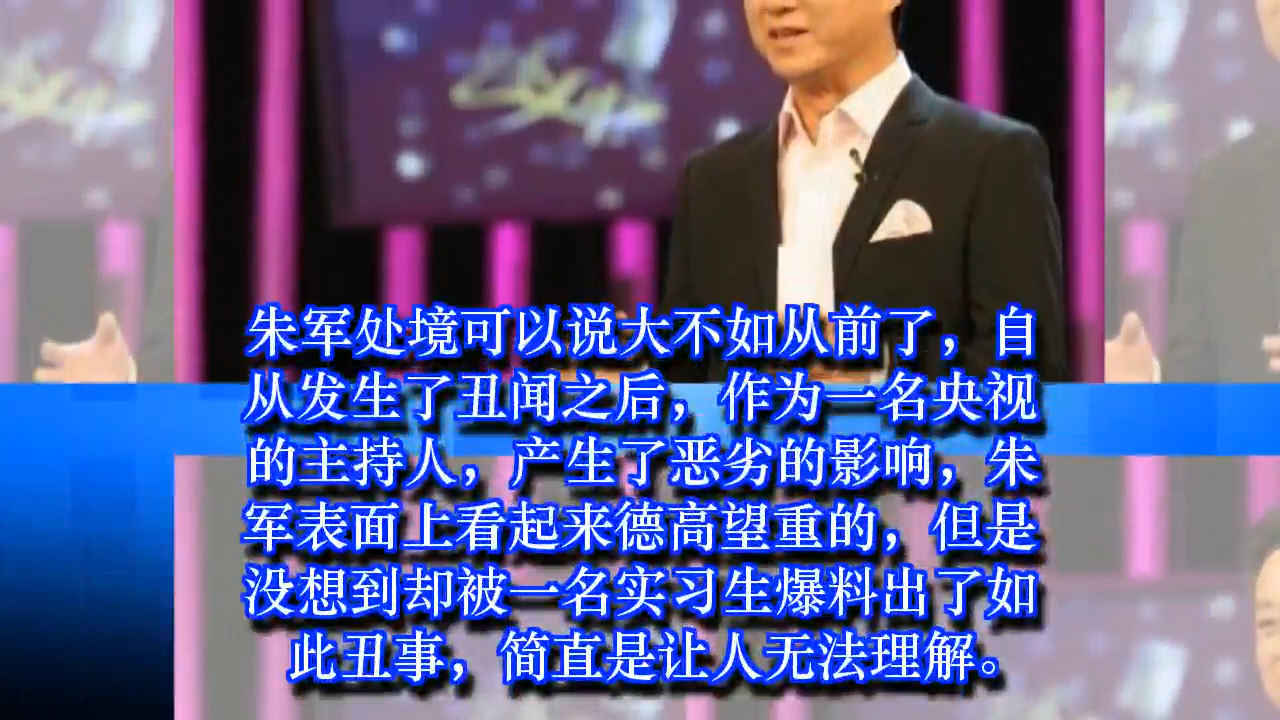 朱军处境可以说大不如从前了，自
从发生了丑闻之后，作为一名央视
的主持人，产生了恶劣的影响，朱
军表面上看起来德高望重的，但是
没想到却被一名实习生爆料出了如
此丑事，简直是让人无法理解。